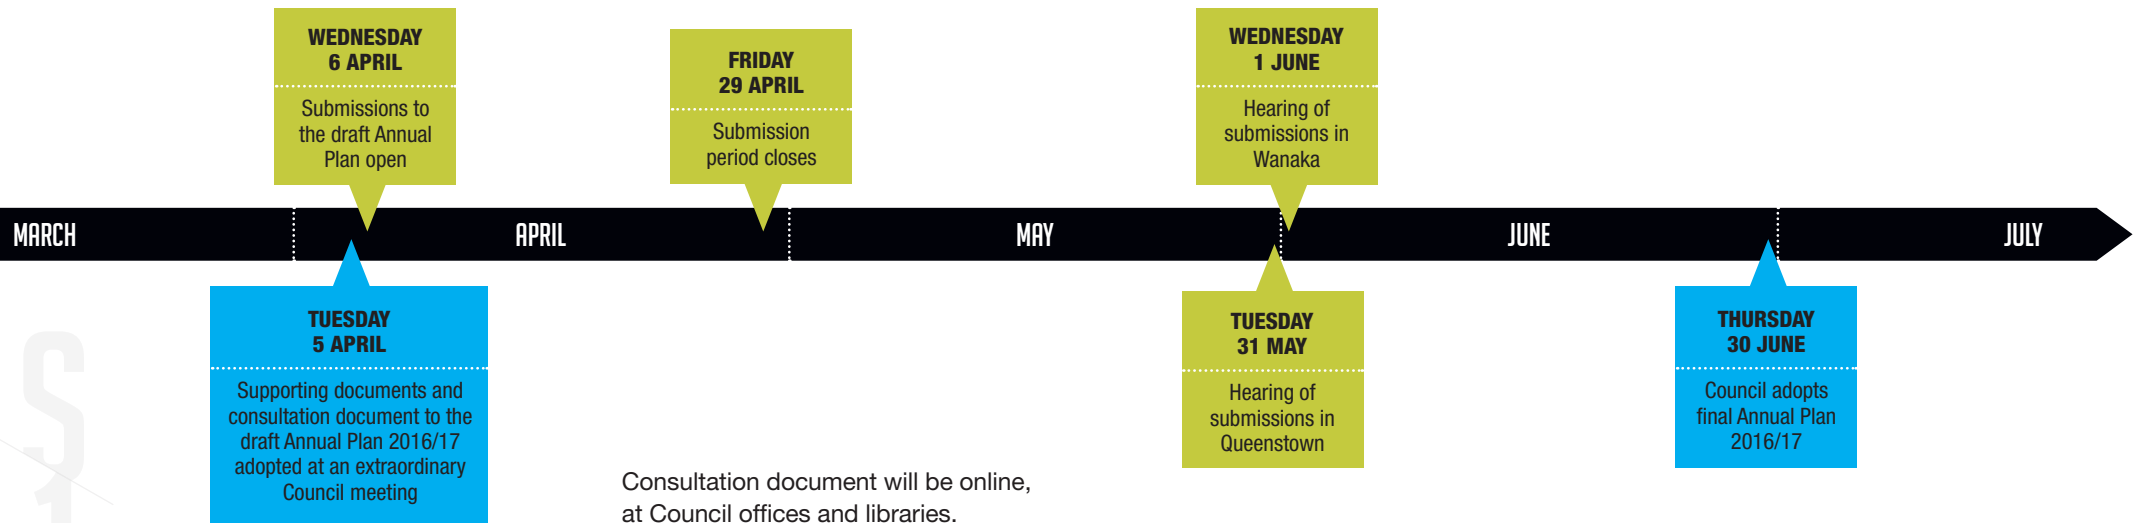 WEDNESDAY
6 APRIL
Submissions to
the draft Annual
Plan open
FRIDAY
29 APRIL
Submission
period closes
WEDNESDAY
1 JUNE
Hearing of
submissions in
Wanaka
MARCH
APRIL
MAY
JUNE
JULY
TUESDAY
5 APRIL
Supporting documents and
consultation document to the
draft Annual Plan 2016/17
adopted at an extraordinary
Council meeting
TUESDAY
31 MAY
Hearing of
submissions in
Queenstown
THURSDAY
30 JUNE
Council adopts
final Annual Plan
2016/17
Consultation document will be online,
at Council offices and libraries.